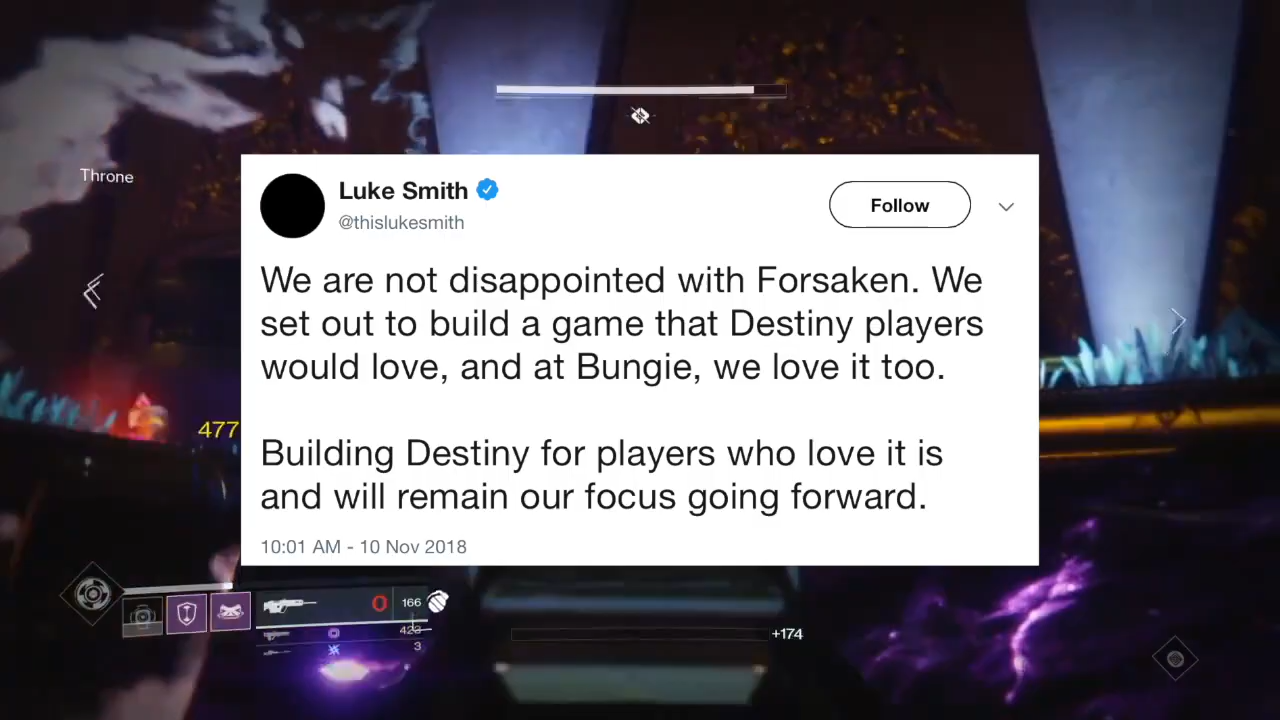 Throne
Luke Smith
@thislukesmith
Follow
We are not disappointed with Forsaken. We
set out to build a game that Destiny players
would love, and at Bungie, we love it too.
Building Destiny for players who love it is
and will remain our focus going forward.
10:01 AM - 10 Nov 2018
477
0
166
423
3
+174